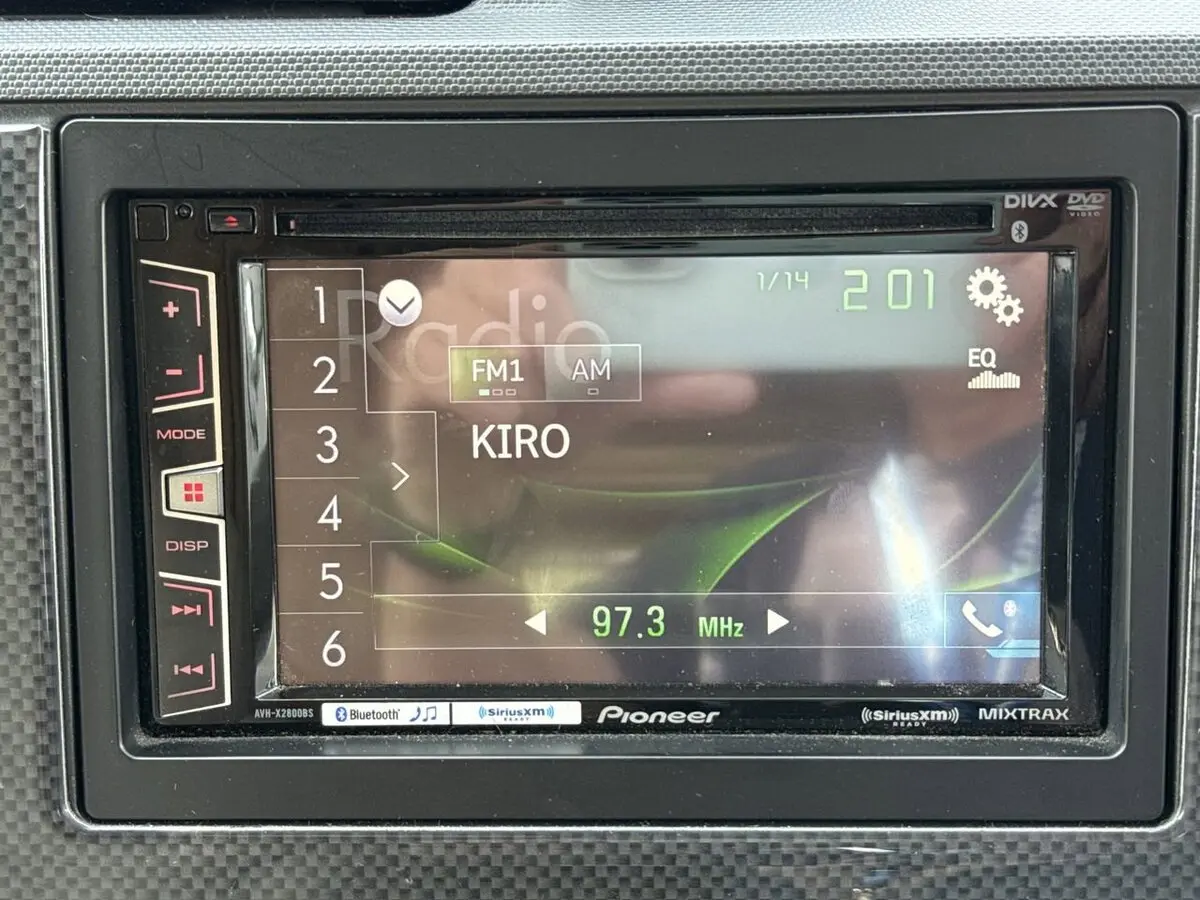 DIVX DVD
VIDEO
1/14 2 01
1
Radio
2
FM1 AM
EQ
3
KIRO
MODE
4
DISP
5
97.3 MHz
6
AVH-X2800BS Bluetooth ((SiriusXM)) READY Pioneer ((SiriusXM)) READY MIXTRAX